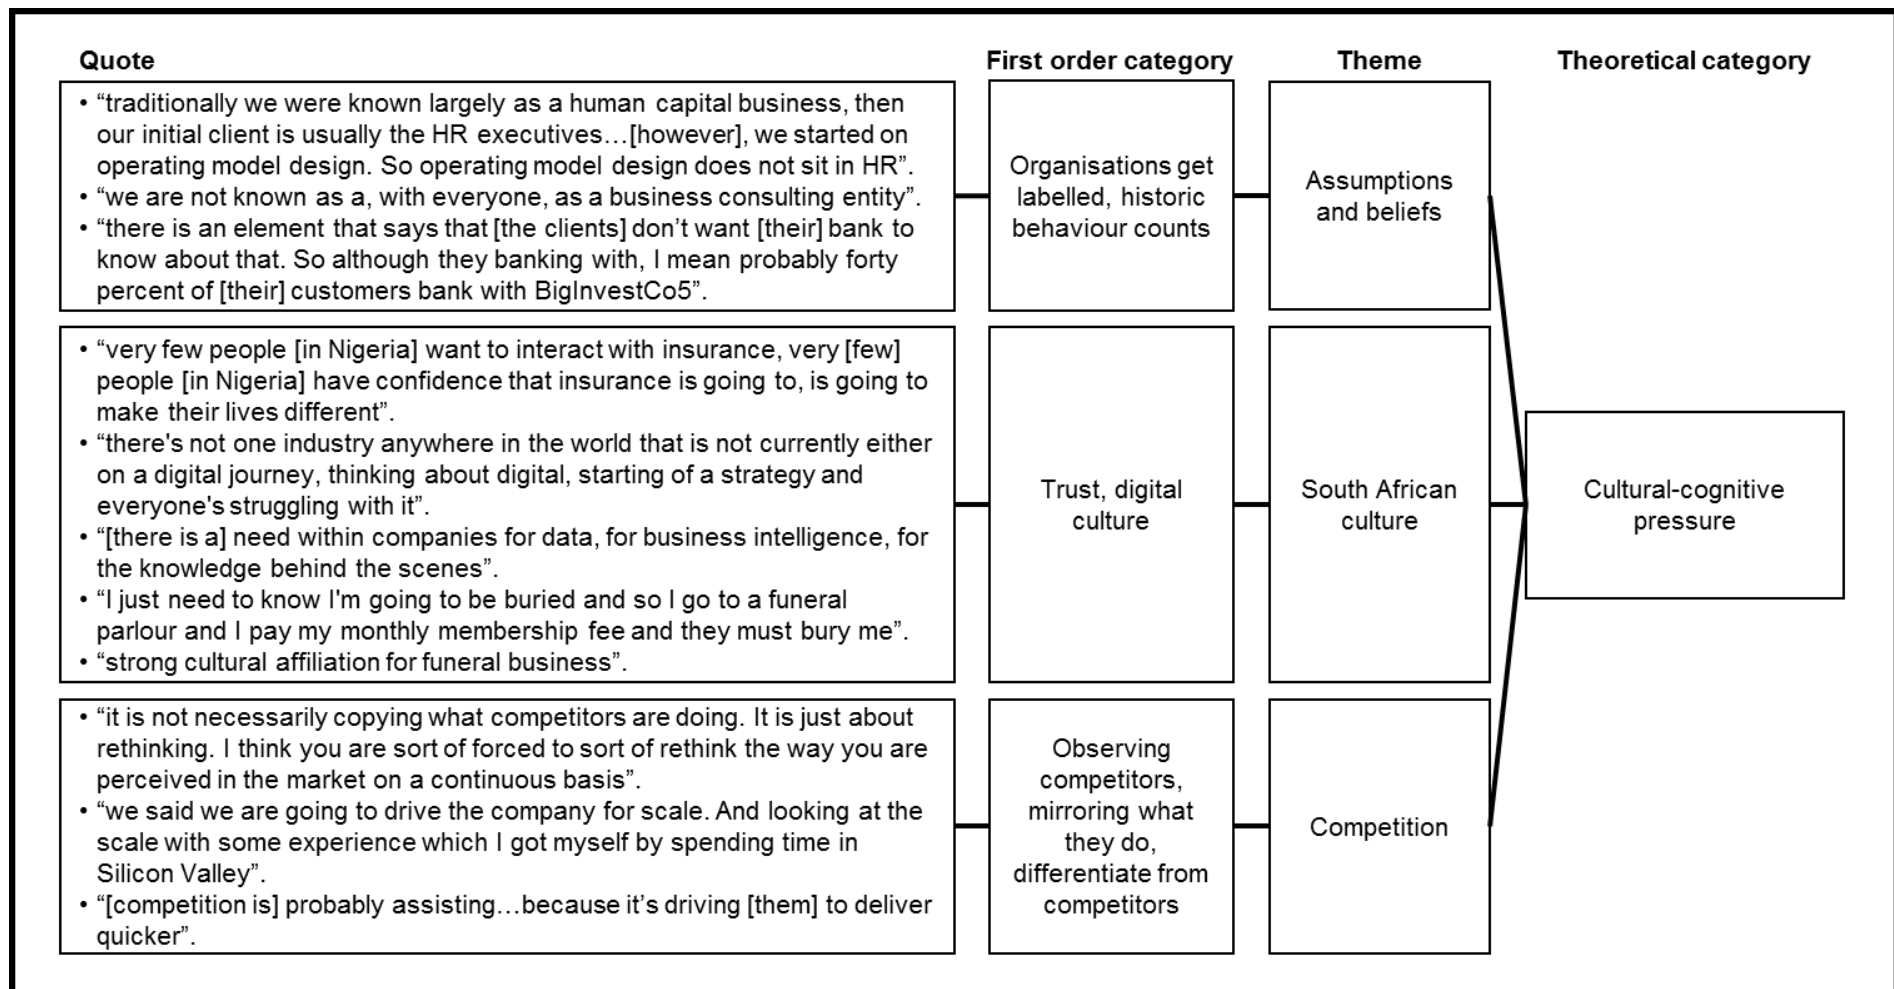 Quote
First order category
Theme
Theoretical category
• “traditionally we were known largely as a human capital business, then
our initial client is usually the HR executives…[however], we started on
operating model design. So operating model design does not sit in HR”.
• “we are not known as a, with everyone, as a business consulting entity”.
• “there is an element that says that [the clients] don’t want [their] bank to
know about that. So although they banking with, I mean probably forty
percent of [their] customers bank with BigInvestCo5”.
Organisations get
labelled, historic
behaviour counts
Assumptions
and beliefs
• “very few people [in Nigeria] want to interact with insurance, very [few]
people [in Nigeria] have confidence that insurance is going to, is going to
make their lives different”.
• “there's not one industry anywhere in the world that is not currently either
on a digital journey, thinking about digital, starting of a strategy and
everyone's struggling with it”.
• “[there is a] need within companies for data, for business intelligence, for
the knowledge behind the scenes”.
• “I just need to know I'm going to be buried and so I go to a funeral
parlour and I pay my monthly membership fee and they must bury me”.
• “strong cultural affiliation for funeral business”.
Trust, digital
culture
South African
culture
Cultural-cognitive
pressure
• “it is not necessarily copying what competitors are doing. It is just about
rethinking. I think you are sort of forced to sort of rethink the way you are
perceived in the market on a continuous basis”.
• “we said we are going to drive the company for scale. And looking at the
scale with some experience which I got myself by spending time in
Silicon Valley”.
• “[competition is] probably assisting…because it’s driving [them] to deliver
quicker”.
Observing
competitors,
mirroring what
they do,
differentiate from
competitors
Competition